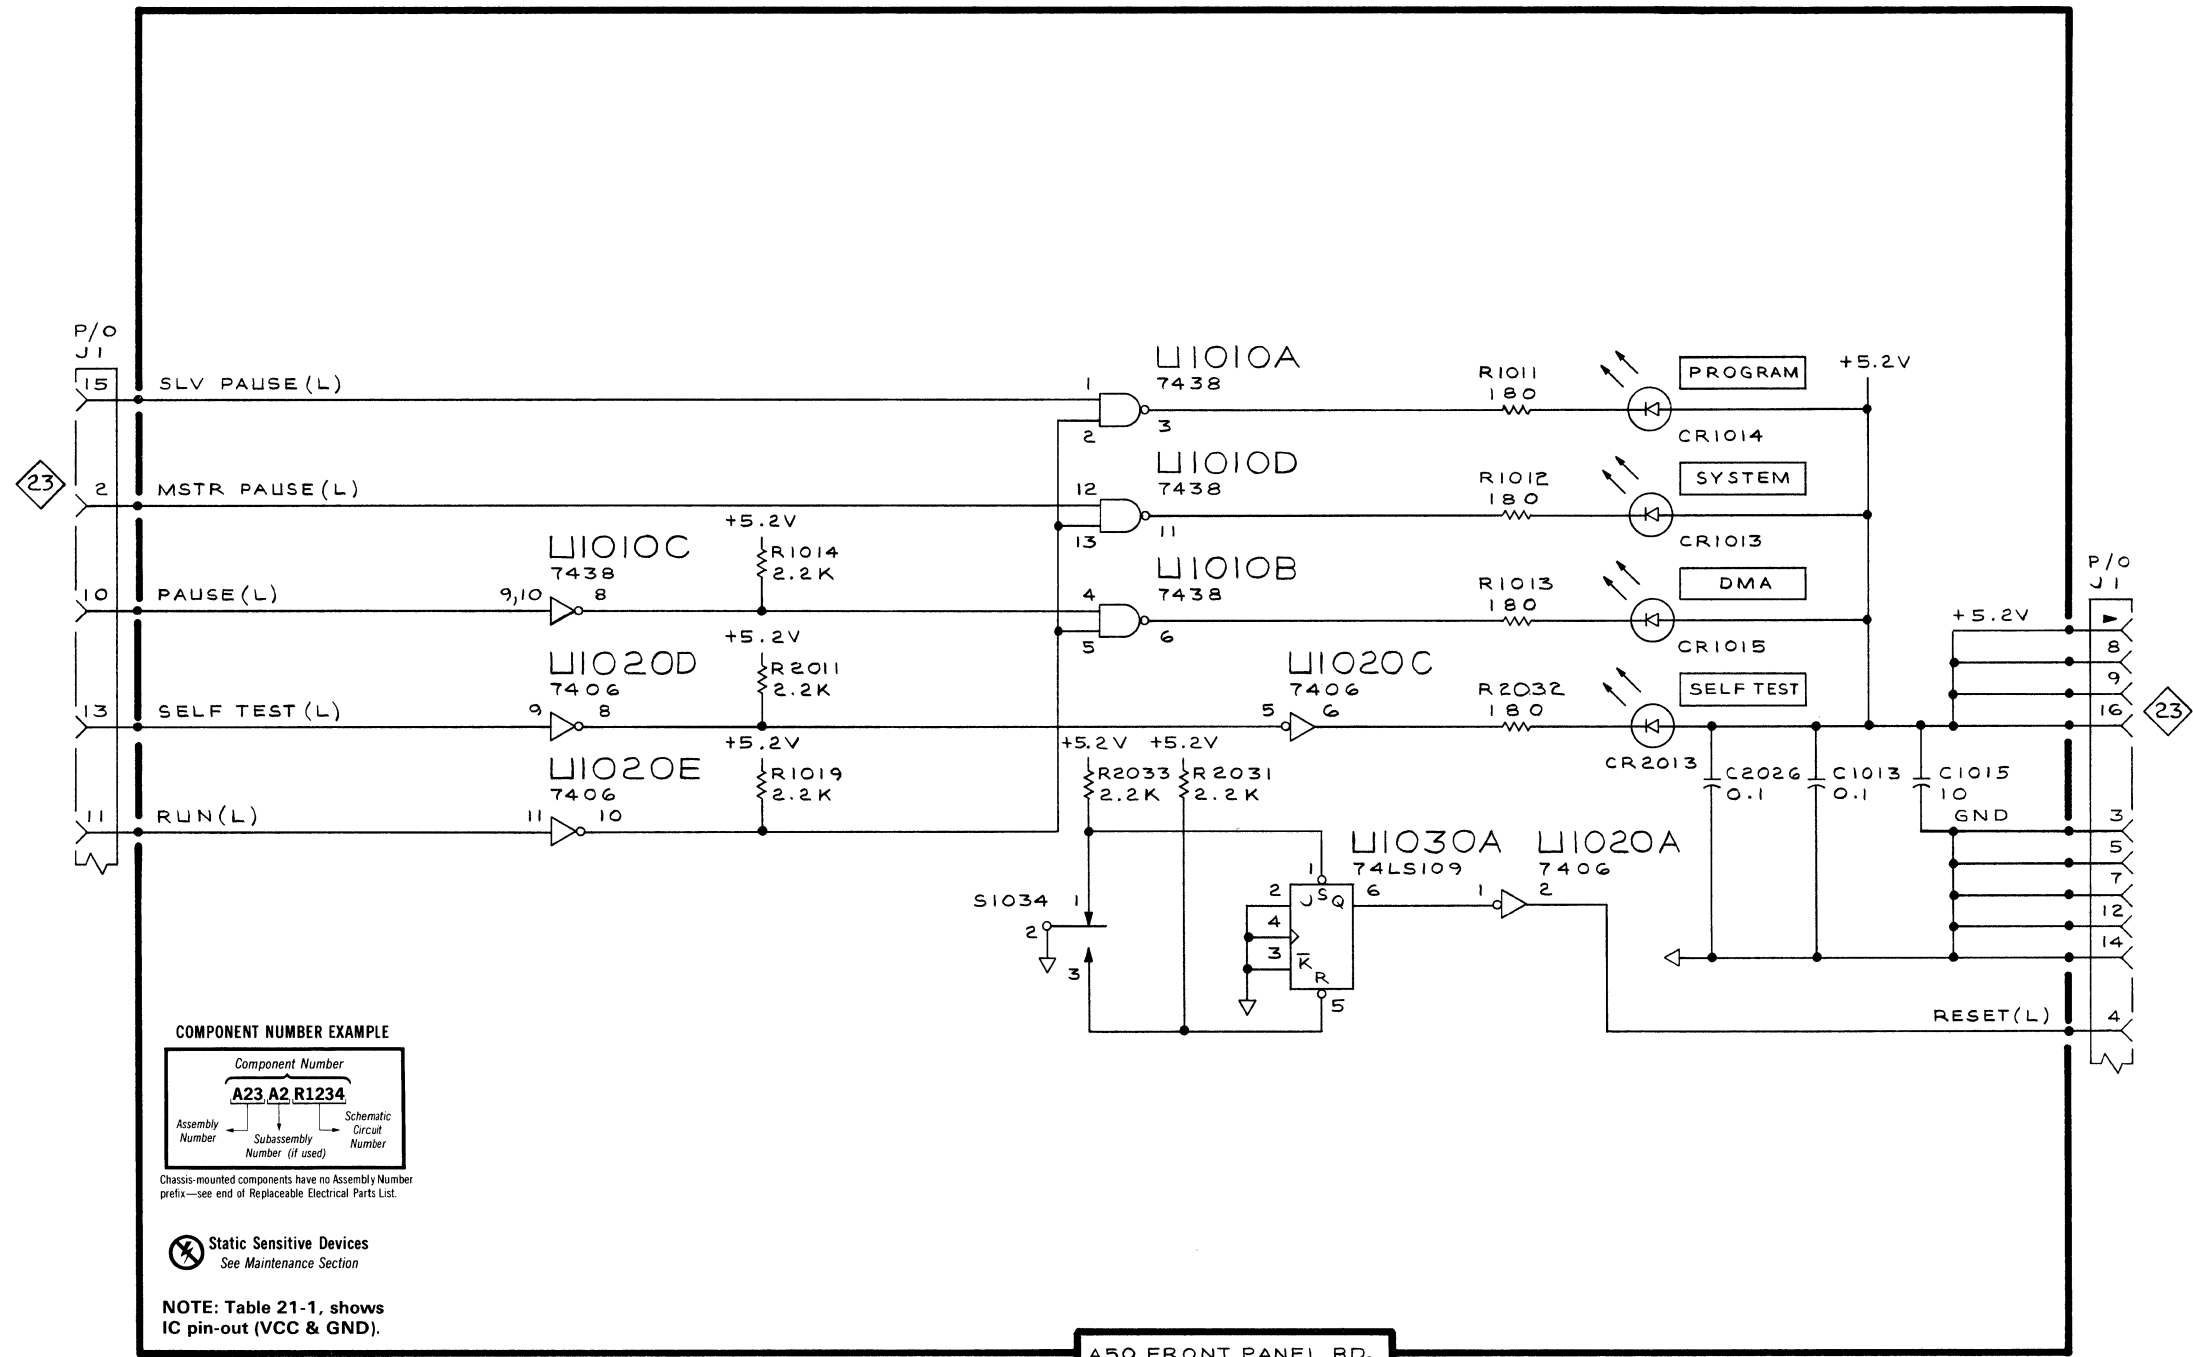 P/O
J1
15
SLV PAUSE(L)
1
2
U1010A
7438
3
R1011
180
PROGRAM
CR1014
+5.2V
23
2
MSTR PAUSE(L)
12
13
U1010D
7438
11
R1012
180
SYSTEM
CR1013
10
PAUSE(L)
U1010C
7438
9,10
8
+5.2V
R1014
2.2K
4
5
U1010B
7438
6
R1013
180
DMA
CR1015
13
SELF TEST(L)
U1020D
7406
9
8
+5.2V
R2011
2.2K
U1020C
7406
5
6
R2032
180
SELF TEST
CR2013
11
RUN(L)
U1020E
7406
11
10
+5.2V
R1019
2.2K
+5.2V
R2033
2.2K
+5.2V
R2031
2.2K
C2026
0.1
C1013
0.1
C1015
10
P/O
J1
+5.2V
8
9
16
23
GND
3
5
7
12
14
S1034
1
2
3
U1030A
74LS109
1
2
J
S
Q
6
4
3
K
R
5
U1020A
7406
1
2
RESET(L)
4
COMPONENT NUMBER EXAMPLE
Component Number
A23 A2 R1234
Assembly
Number
Subassembly
Number (if used)
Schematic
Circuit
Number
Chassis-mounted components have no Assembly Number
prefix—see end of Replaceable Electrical Parts List.
Static Sensitive Devices
See Maintenance Section
NOTE: Table 21-1, shows
IC pin-out (VCC & GND).
A50 FRONT PANEL BD.